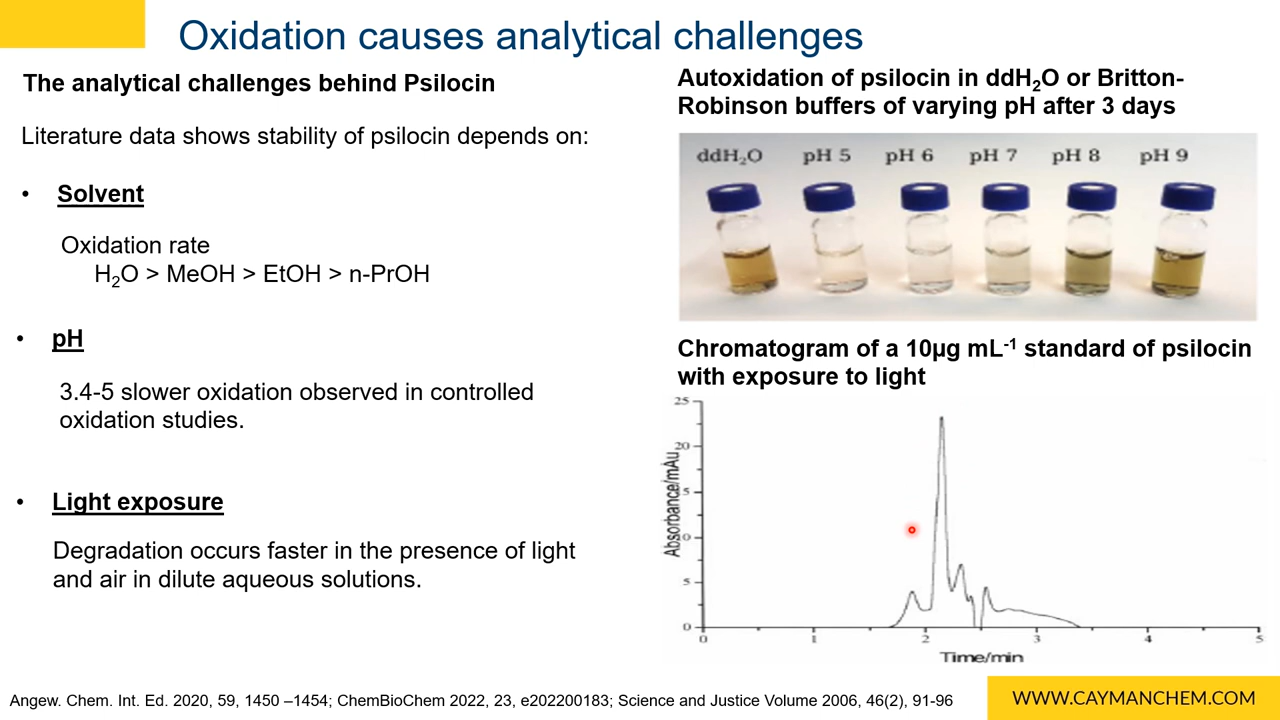 Oxidation causes analytical challenges
The analytical challenges behind Psilocin
Literature data shows stability of psilocin depends on:
• Solvent
Oxidation rate
H₂O > MeOH > EtOH > n-PrOH
• pH
3.4-5 slower oxidation observed in controlled
oxidation studies.
• Light exposure
Degradation occurs faster in the presence of light
and air in dilute aqueous solutions.
Autoxidation of psilocin in ddH₂O or Britton-
Robinson buffers of varying pH after 3 days
ddH₂O pH 5 pH 6 pH 7 pH 8 pH 9
Chromatogram of a 10µg mL⁻¹ standard of psilocin
with exposure to light
Absorbance/mAu
25
20
5
0
0 1 2 3 4 5
Time/min
Angew. Chem. Int. Ed. 2020, 59, 1450 –1454; ChemBioChem 2022, 23, e202200183; Science and Justice Volume 2006, 46(2), 91-96
WWW.CAYMANCHEM.COM